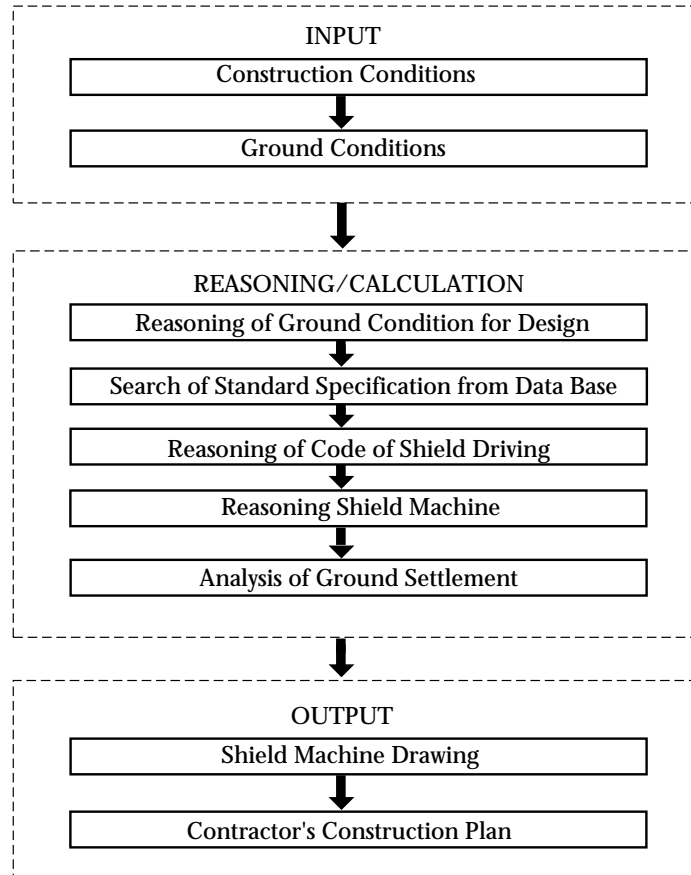 INPUT
Construction Conditions
Ground Conditions
REASONING/CALCULATION
Reasoning of Ground Condition for Design
Search of Standard Specification from Data Base
Reasoning of Code of Shield Driving
Reasoning Shield Machine
Analysis of Ground Settlement
OUTPUT
Shield Machine Drawing
Contractor's Construction Plan